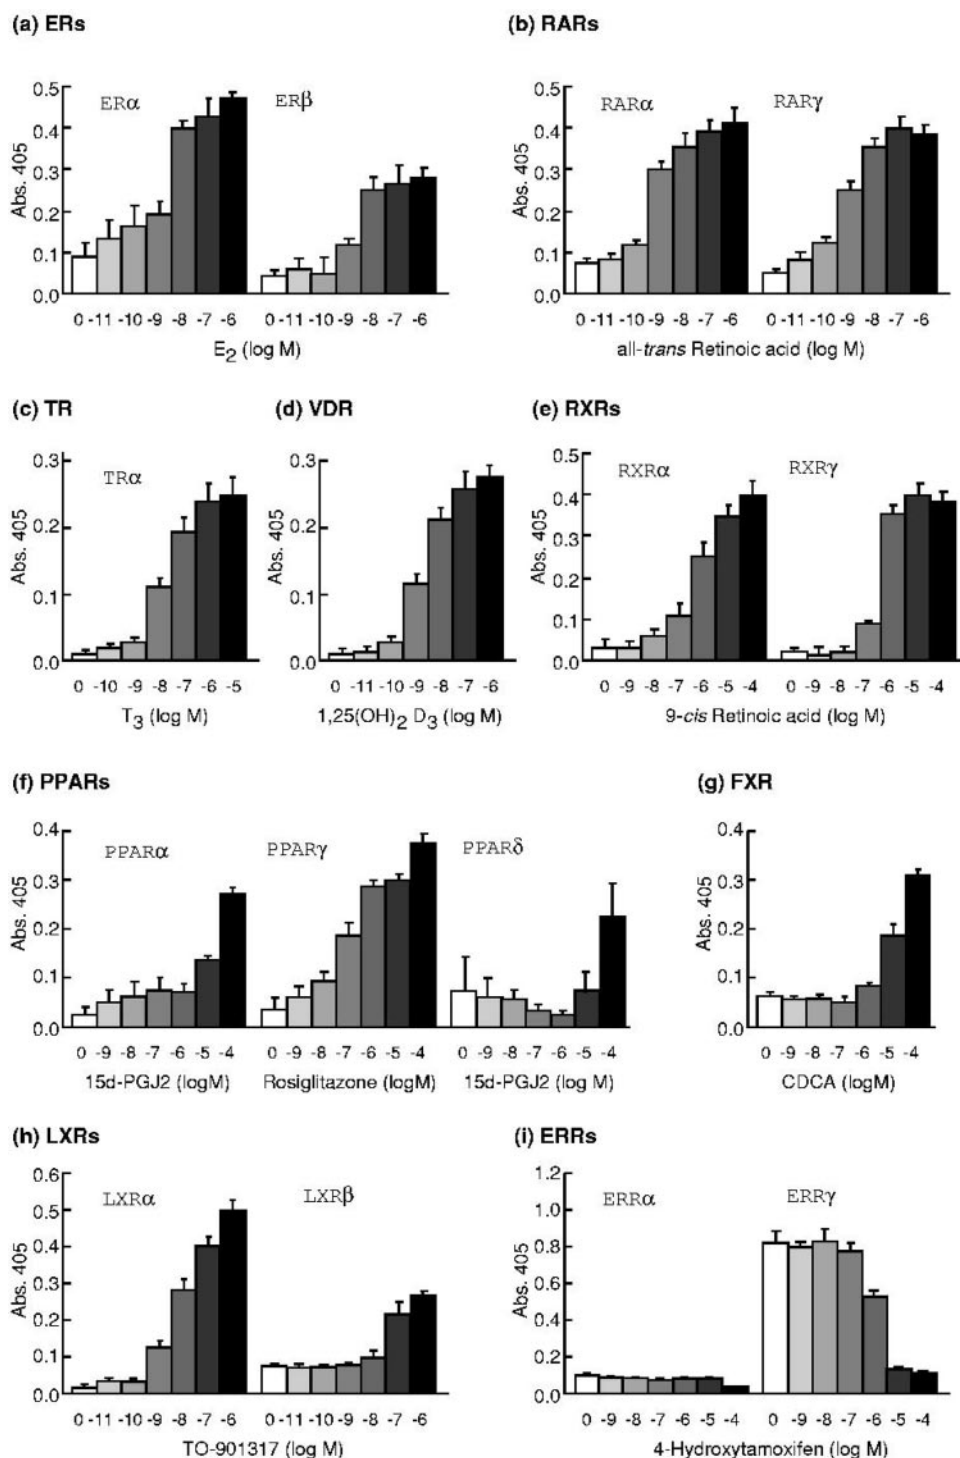 (a) ERs
(b) RARs
0.5
0.4
0.3
0.2
0.1
0.0
Abs. 405
ERα
ERβ
0 -11 -10 -9 -8 -7 -6
0 -11 -10 -9 -8 -7 -6
E2 (log M)
0.5
0.4
0.3
0.2
0.1
0.0
Abs. 405
RARα
RARγ
0 -11 -10 -9 -8 -7 -6
0 -11 -10 -9 -8 -7 -6
all-trans Retinoic acid (log M)
(c) TR
(d) VDR
(e) RXRs
0.3
0.2
0.1
0.0
Abs. 405
TRα
0 -10 -9 -8 -7 -6 -5
T3 (log M)
0.3
0.2
0.1
0.0
Abs. 405
0 -11 -10 -9 -8 -7 -6
1,25(OH)2 D3 (log M)
0.5
0.4
0.3
0.2
0.1
0.0
Abs. 405
RXRα
RXRγ
0 -9 -8 -7 -6 -5 -4
0 -9 -8 -7 -6 -5 -4
9-cis Retinoic acid (log M)
(f) PPARs
(g) FXR
0.4
0.3
0.2
0.1
0.0
Abs. 405
PPARα
PPARγ
PPARδ
0 -9 -8 -7 -6 -5 -4
0 -9 -8 -7 -6 -5 -4
0 -9 -8 -7 -6 -5 -4
15d-PGJ2 (logM)
Rosiglitazone (logM)
15d-PGJ2 (log M)
0.4
0.3
0.2
0.1
0.0
Abs. 405
0 -9 -8 -7 -6 -5 -4
CDCA (logM)
(h) LXRs
(i) ERRs
0.6
0.5
0.4
0.3
0.2
0.1
0.0
Abs. 405
LXRα
LXRβ
0 -11 -10 -9 -8 -7 -6
0 -11 -10 -9 -8 -7 -6
TO-901317 (log M)
1.2
1.0
0.8
0.6
0.4
0.2
0.0
Abs. 405
ERRα
ERRγ
0 -9 -8 -7 -6 -5 -4
0 -9 -8 -7 -6 -5 -4
4-Hydroxytamoxifen (log M)